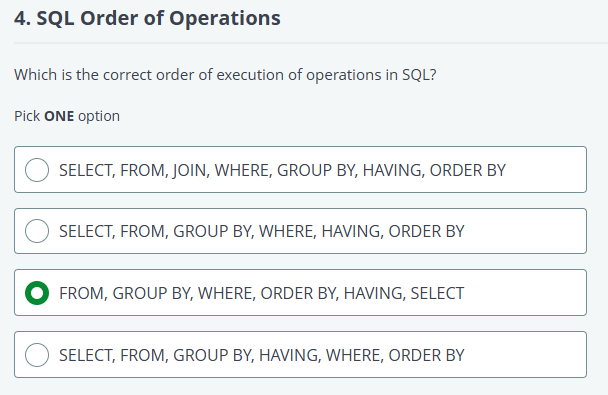 4. SQL Order of Operations
Which is the correct order of execution of operations in SQL?
Pick ONE option
SELECT, FROM, JOIN, WHERE, GROUP BY, HAVING, ORDER BY
SELECT, FROM, GROUP BY, WHERE, HAVING, ORDER BY
FROM, GROUP BY, WHERE, ORDER BY, HAVING, SELECT
SELECT, FROM, GROUP BY, HAVING, WHERE, ORDER BY